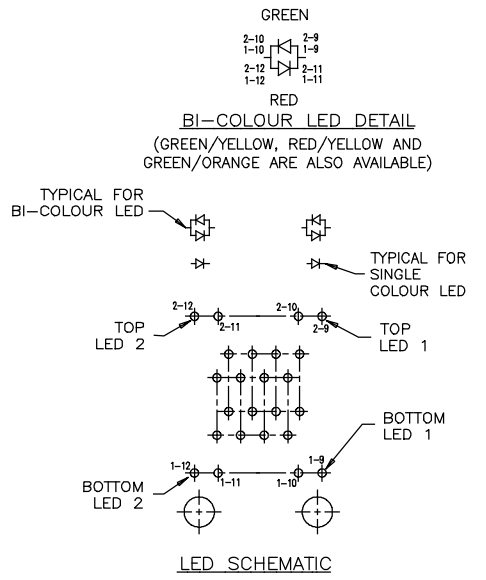 GREEN
2-10 2-9
1-10 1-9
2-12 2-11
1-12 1-11
RED
BI-COLOUR LED DETAIL
(GREEN/YELLOW, RED/YELLOW AND
GREEN/ORANGE ARE ALSO AVAILABLE)
TYPICAL FOR
BI-COLOUR LED
TYPICAL FOR
SINGLE
COLOUR LED
2-12
2-11
2-10
2-9
TOP
LED 2
TOP
LED 1
BOTTOM
LED 1
1-12
1-11
1-10
1-9
BOTTOM
LED 2
LED SCHEMATIC